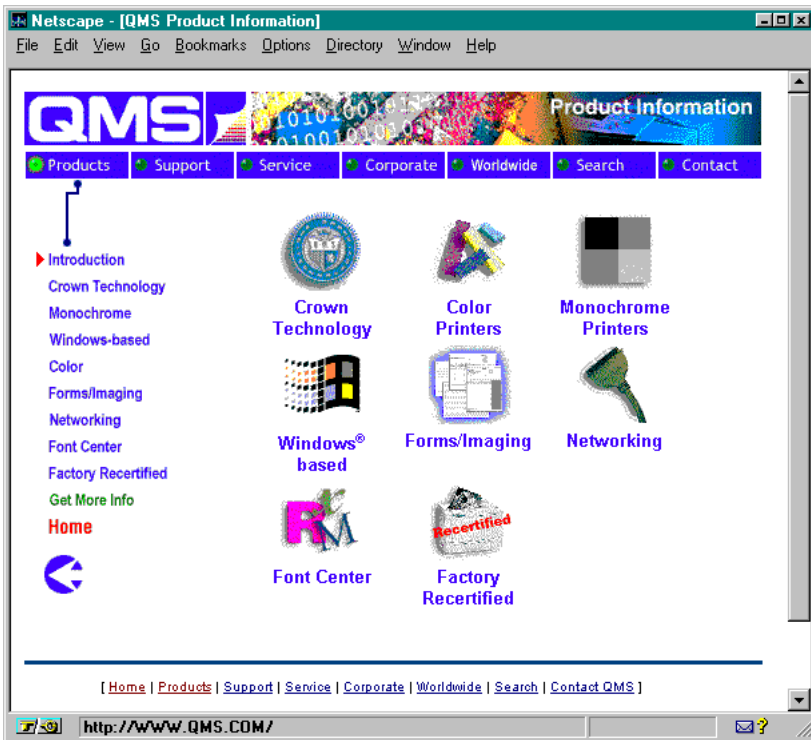 Netscape - [QMS Product Information]
File Edit View Go Bookmarks Options Directory Window Help
QMS
Product Information
Products Support Service Corporate Worldwide Search Contact
Introduction
Crown Technology
Monochrome
Windows-based
Color
Forms/Imaging
Networking
Font Center
Factory Recertified
Get More Info
Home
Crown
Technology
Color
Printers
Monochrome
Printers
Windows®
based
Forms/Imaging
Networking
Font Center
Recertified
Factory
Recertified
[ Home | Products | Support | Service | Corporate | Worldwide | Search | Contact QMS ]
http://WWW.QMS.COM/